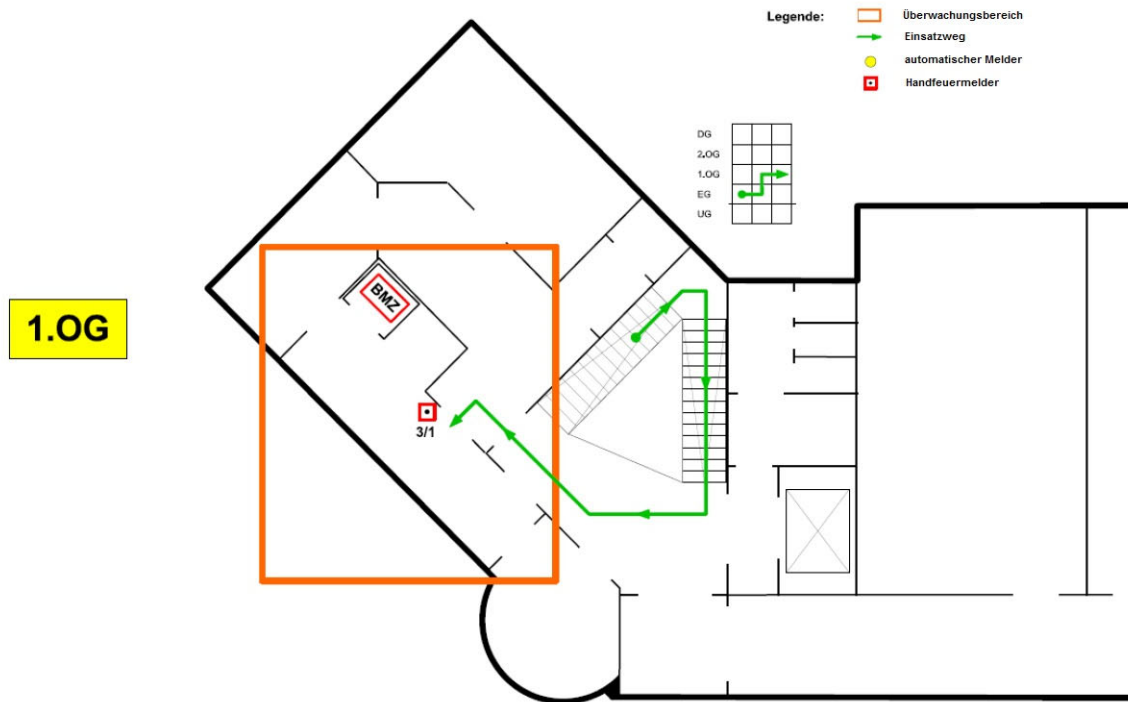 Legende:
Überwachungsbereich
Einsatzweg
automatischer Melder
Handfeuermelder
DG
2.OG
1.OG
EG
UG
1.OG
BMZ
3/1